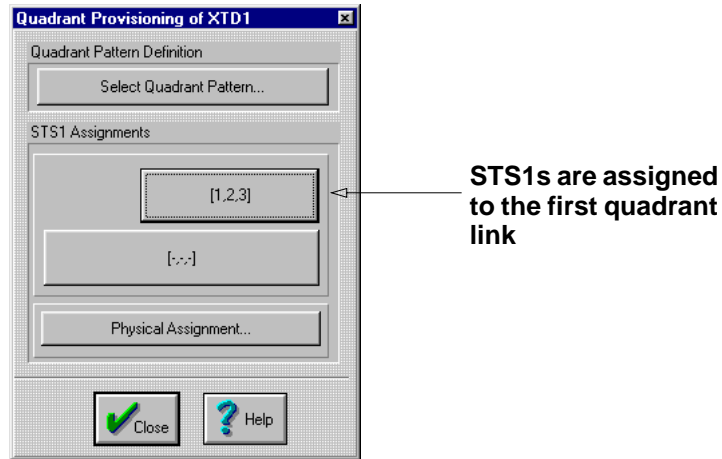 Quadrant Provisioning of XTD1
Quadrant Pattern Definition
Select Quadrant Pattern...
STS1 Assignments
[1,2,3]
[-,-,-]
Physical Assignment...
Close
Help
STS1s are assigned
to the first quadrant
link